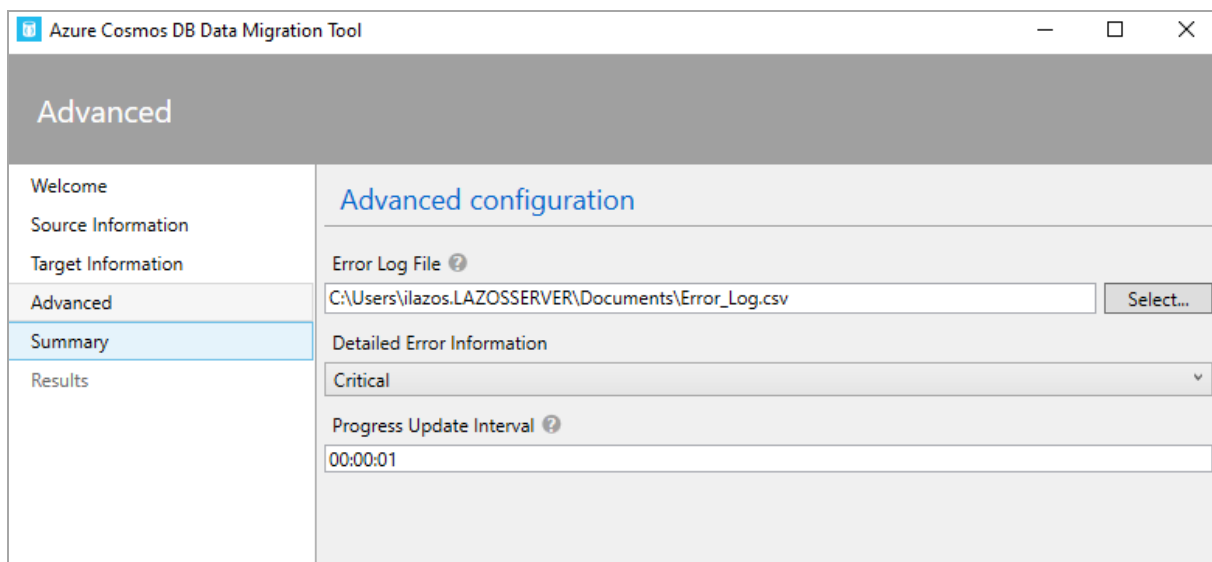 Azure Cosmos DB Data Migration Tool
Advanced
Welcome
Source Information
Target Information
Advanced
Summary
Results
Advanced configuration
Error Log File
C:\Users\ilazos.LAZOSSERVER\Documents\Error_Log.csv
Select...
Detailed Error Information
Critical
Progress Update Interval
00:00:01